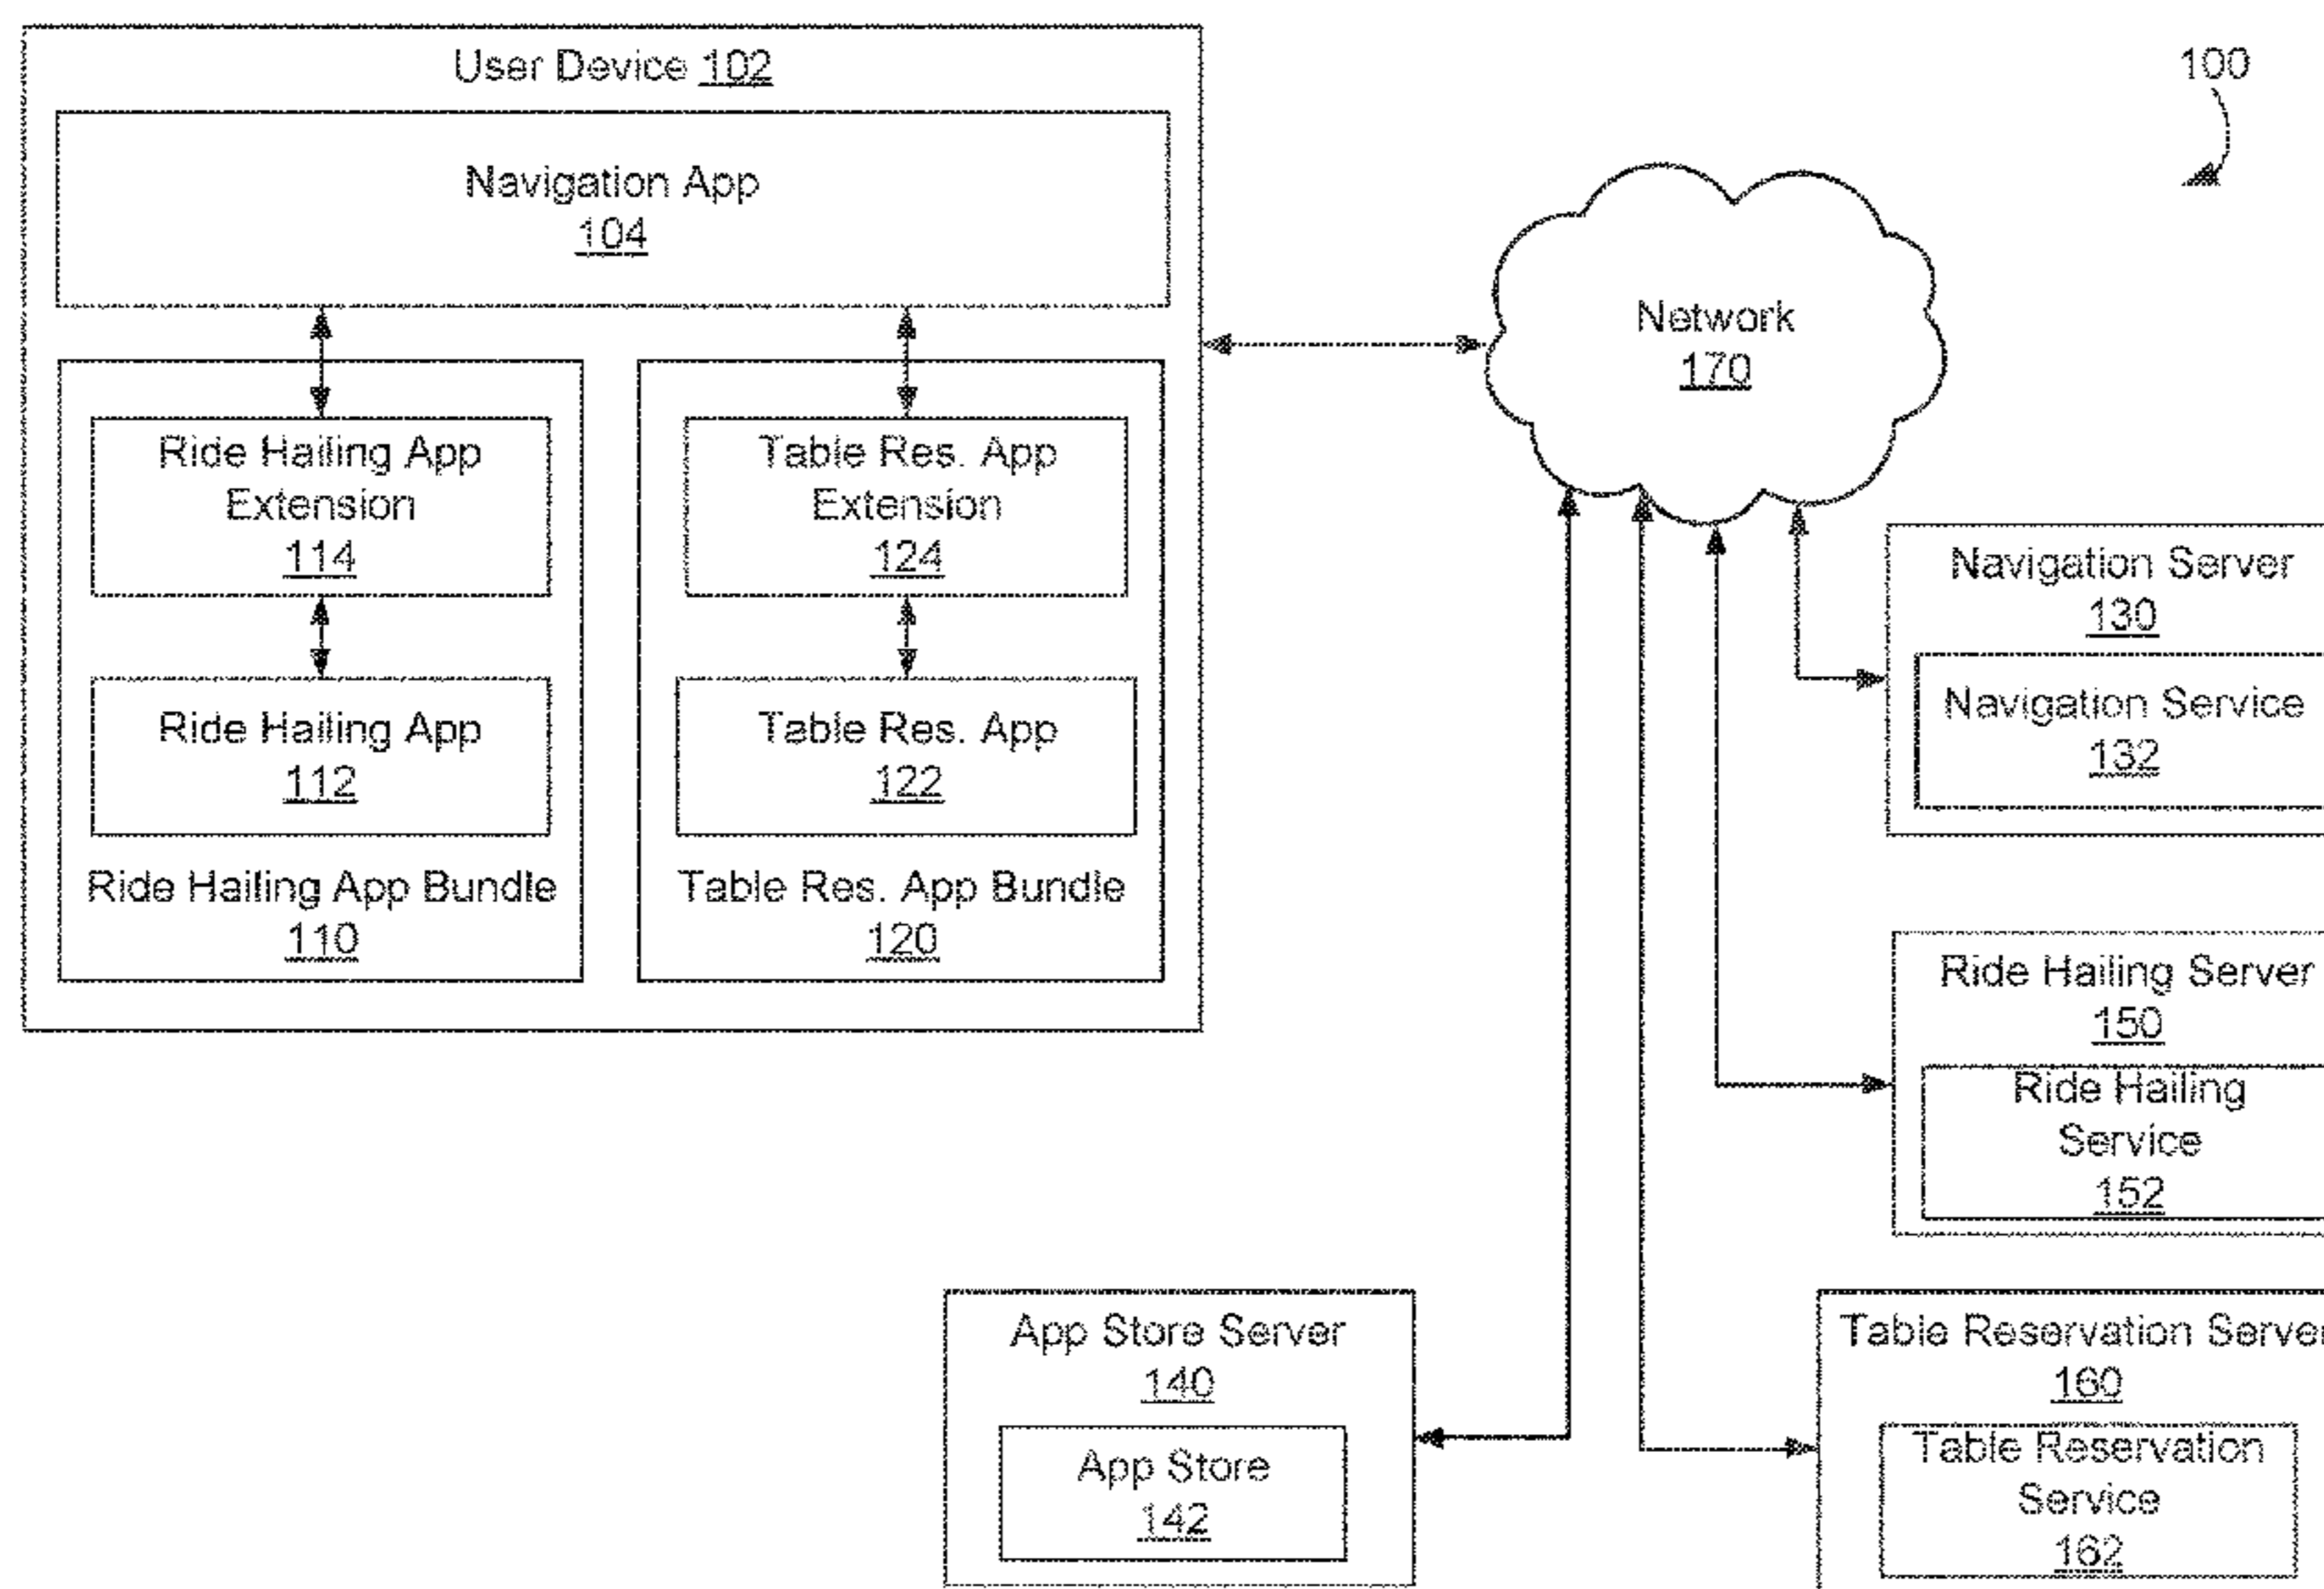 User Device 102
100
Navigation App
104
Network
170
Ride Hailing App
Extension
114
Table Res. App
Extension
124
Ride Hailing App
112
Table Res. App
122
Ride Hailing App Bundle
110
Table Res. App Bundle
120
Navigation Server
130
Navigation Service
132
Ride Hailing Server
150
Ride Hailing
Service
152
App Store Server
140
App Store
142
Table Reservation Server
160
Table Reservation
Service
162